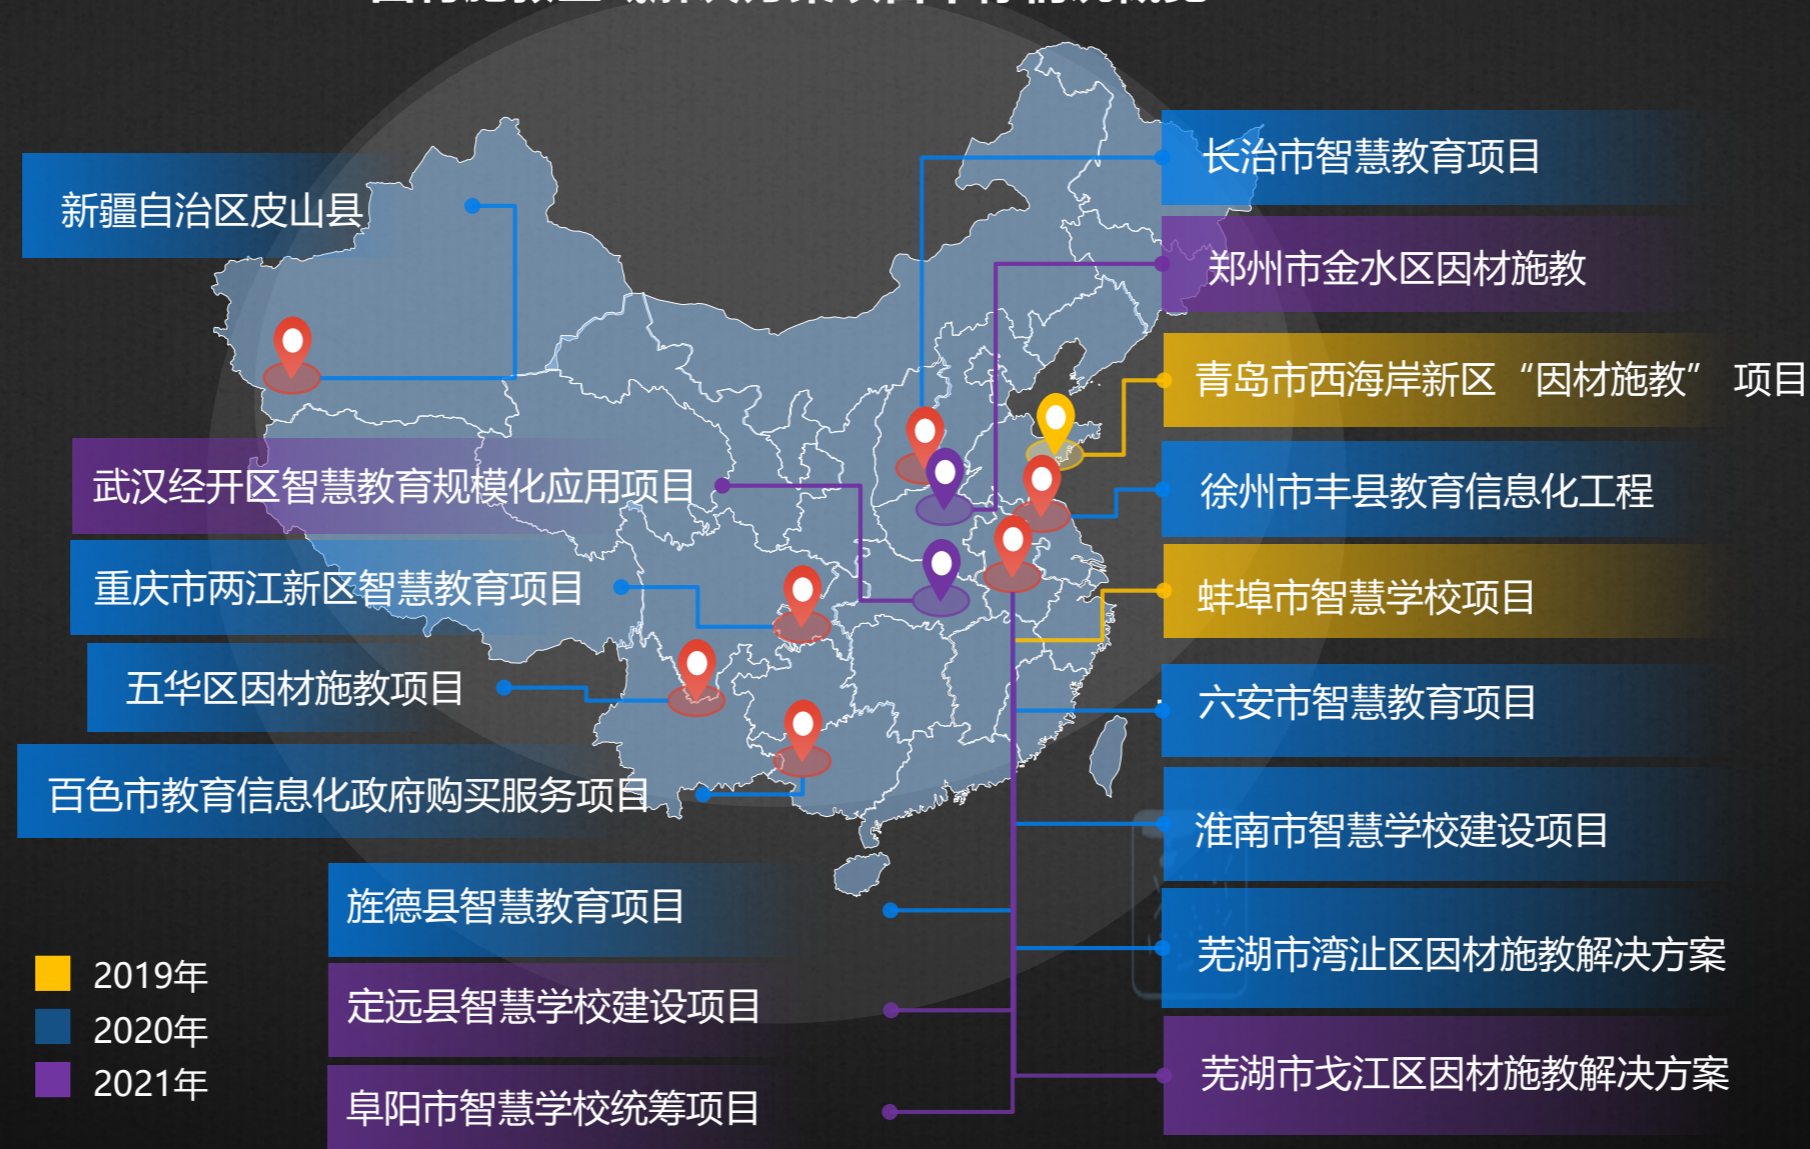 长治市智慧教育项目
新疆自治区皮山县
郑州市金水区因材施教
青岛市西海岸新区“因材施教” 项目
武汉经开区智慧教育规模化应用项目
徐州市丰县教育信息化工程
重庆市两江新区智慧教育项目
蚌埠市智慧学校项目
五华区因材施教项目
六安市智慧教育项目
百色市教育信息化政府购买服务项目
淮南市智慧学校建设项目
旌德县智慧教育项目
芜湖市湾沚区因材施教解决方案
2019年
定远县智慧学校建设项目
2020年
芜湖市弋江区因材施教解决方案
2021年
阜阳市智慧学校统筹项目